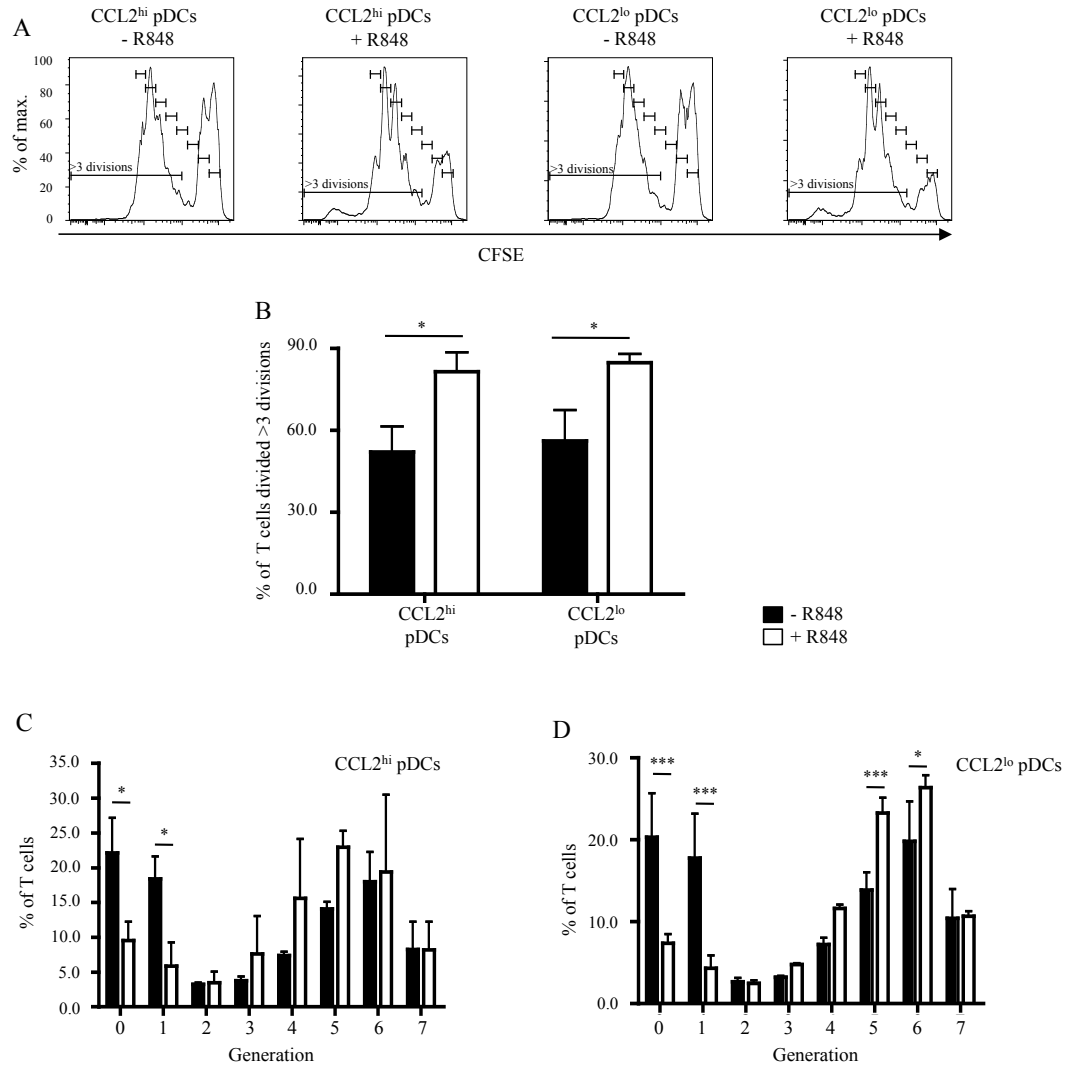 A
CCL2hi pDCs
- R848
CCL2hi pDCs
+ R848
CCL2lo pDCs
- R848
CCL2lo pDCs
+ R848
% of max.
100
80
60
40
20
0
>3 divisions
>3 divisions
>3 divisions
>3 divisions
CFSE
B
% of T cells divided >3 divisions
90.0
60.0
30.0
0.0
*
*
CCL2hi
pDCs
CCL2lo
pDCs
- R848
+ R848
C
CCL2hi pDCs
% of T cells
35.0
30.0
25.0
20.0
15.0
10.0
5.0
0.0
*
*
0 1 2 3 4 5 6 7
Generation
D
CCL2lo pDCs
% of T cells
30.0
20.0
10.0
0.0
***
***
***
*
0 1 2 3 4 5 6 7
Generation